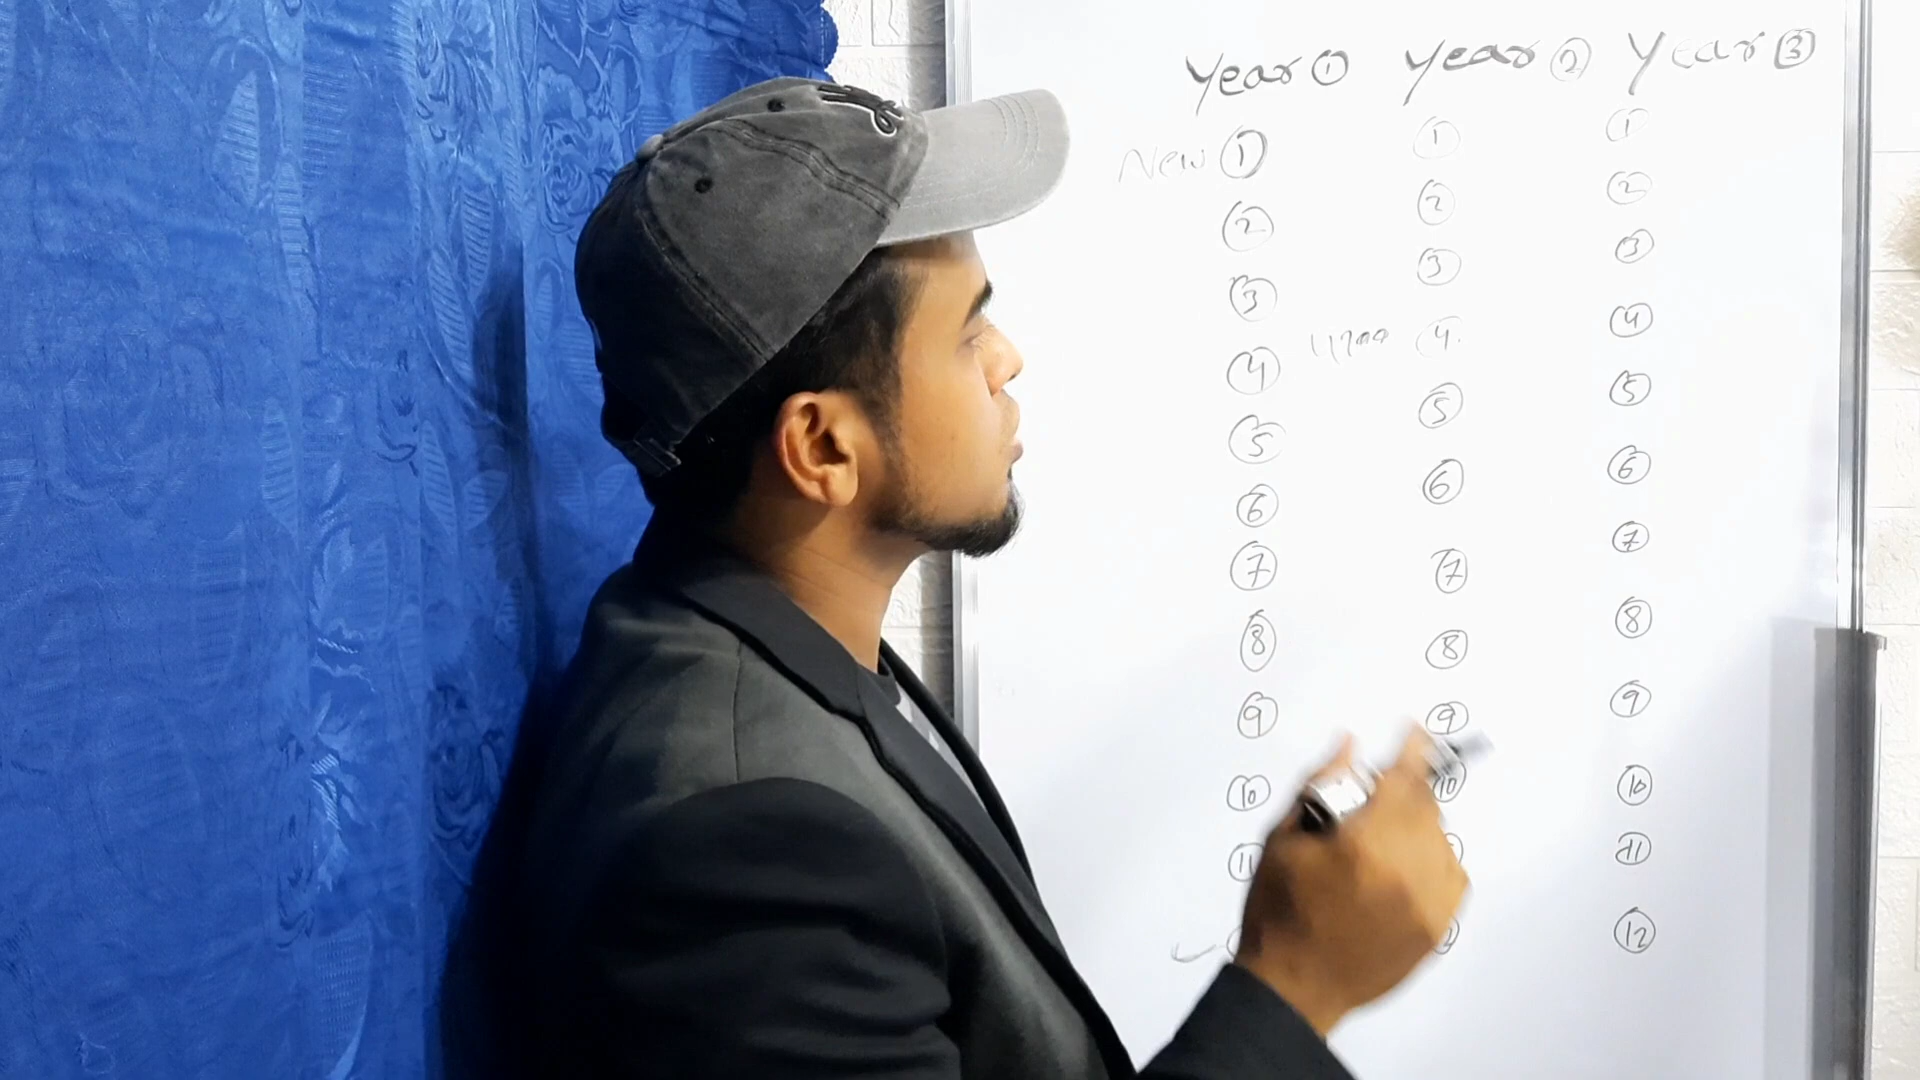 Year ① Year ② Year ③
New ① ① ①
② ② ②
③ ③ ③
④ ④ ④
⑤ ⑤ ⑤
⑥ ⑥ ⑥
⑦ ⑦ ⑦
⑧ ⑧ ⑧
⑨ ⑨ ⑨
⑩ ⑩ ⑩
⑪ ⑪
⑫